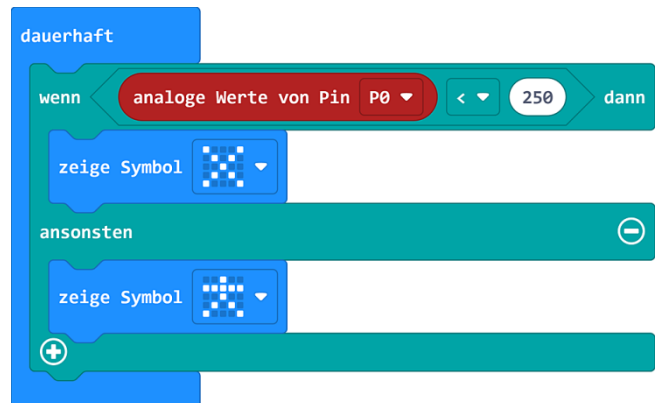 dauerhaft
wenn analoge Werte von Pin P0 < 250 dann
zeige Symbol
ansonsten
zeige Symbol